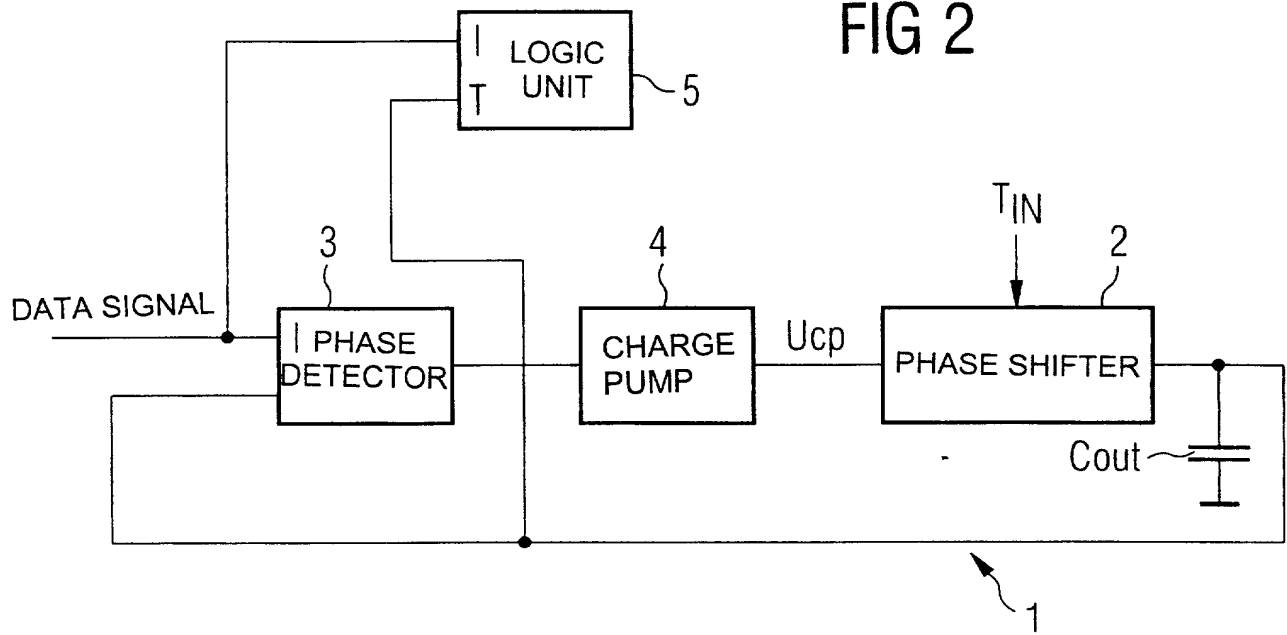 FIG 2
I LOGIC
T UNIT
5
TIN
3
4
2
DATA SIGNAL
I PHASE
DETECTOR
CHARGE
PUMP
Ucp
PHASE SHIFTER
Cout
1